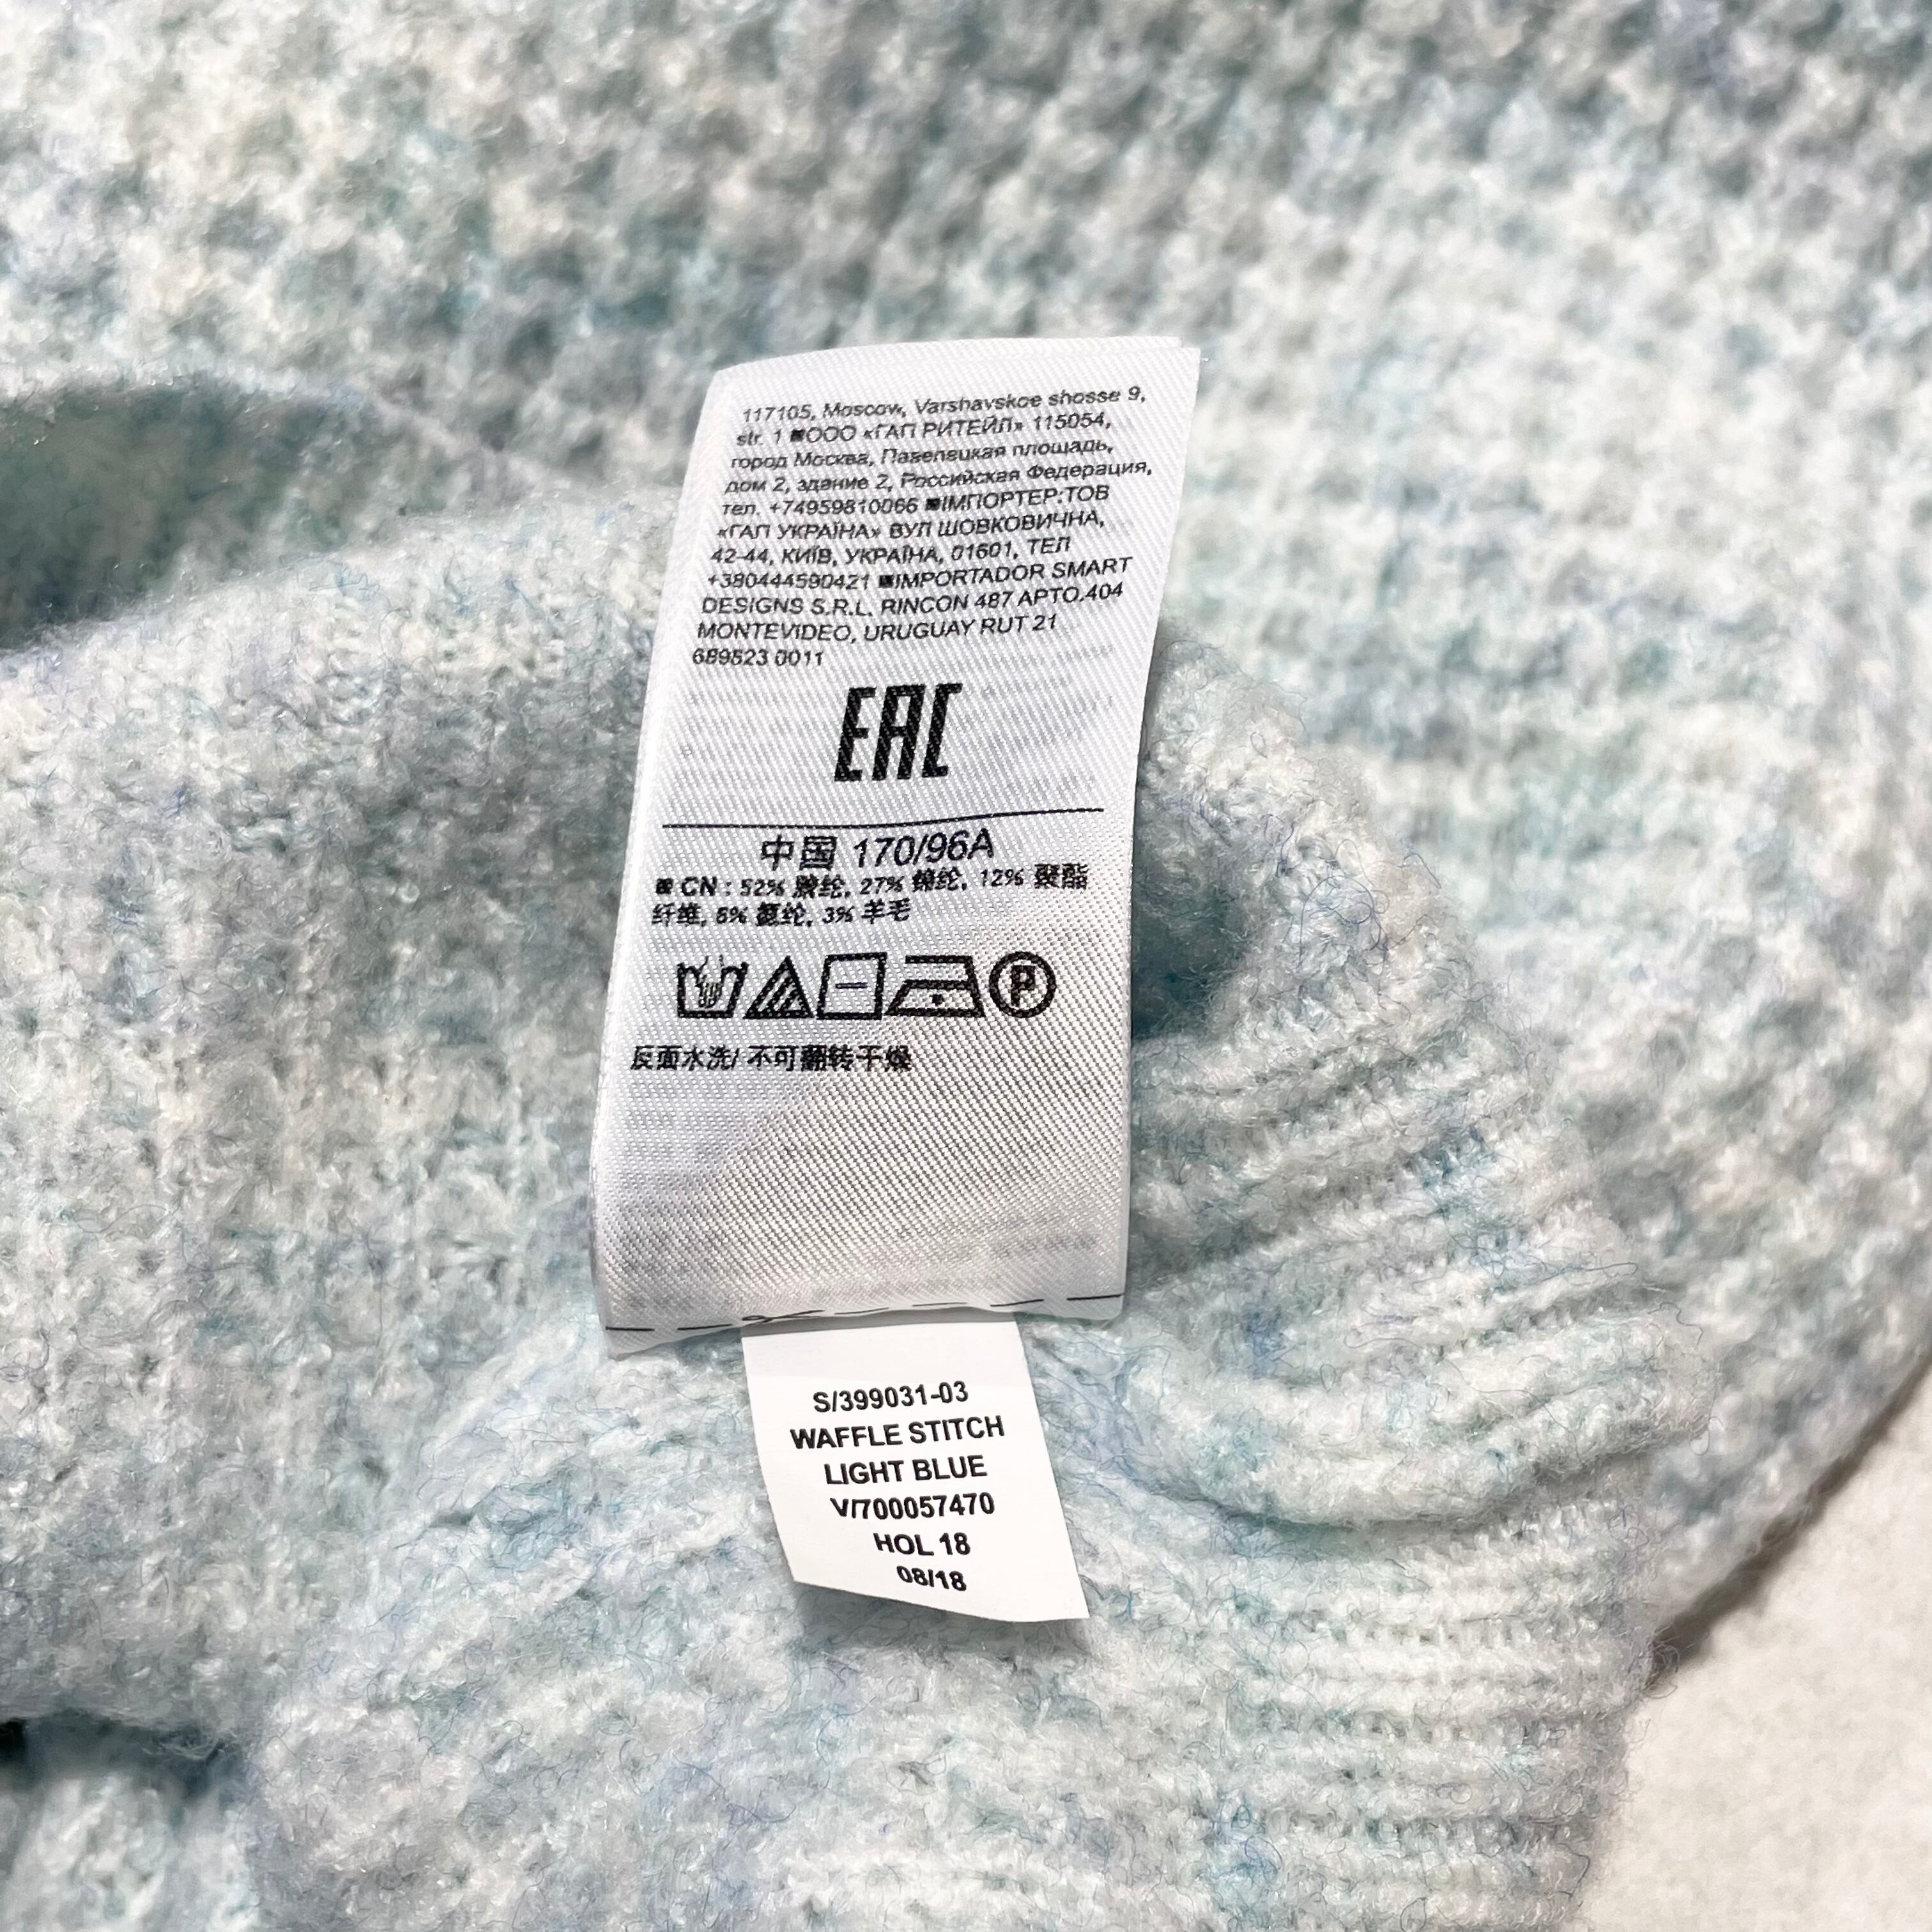 117105, Moscow, Varshavskoe shosse 9,
str. 1 ■ООО «ГАП РИТЕЙЛ» 115054,
город Москва, Павелецкая площадь,
дом 2, здание 2, Российская Федерация,
тел. +74959810066 ■ІМПОРТЕР:ТОВ
«ГАП УКРАЇНА» ВУЛ ШОВКОВИЧНА,
42-44, КИЇВ, УКРАЇНА, 01601, ТЕЛ
+380444590421 ■IMPORTADOR SMART
DESIGNS S.R.L. RINCON 487 APTO.404
MONTEVIDEO, URUGUAY RUT 21
689523 0011
EAC
中国 170/96A
■ CN : 52% 腈纶, 27% 锦纶, 12% 聚酯
纤维, 6% 氨纶, 3% 羊毛
P
反面水洗/ 不可翻转干燥
S/399031-03
WAFFLE STITCH
LIGHT BLUE
V/700057470
HOL 18
08/18